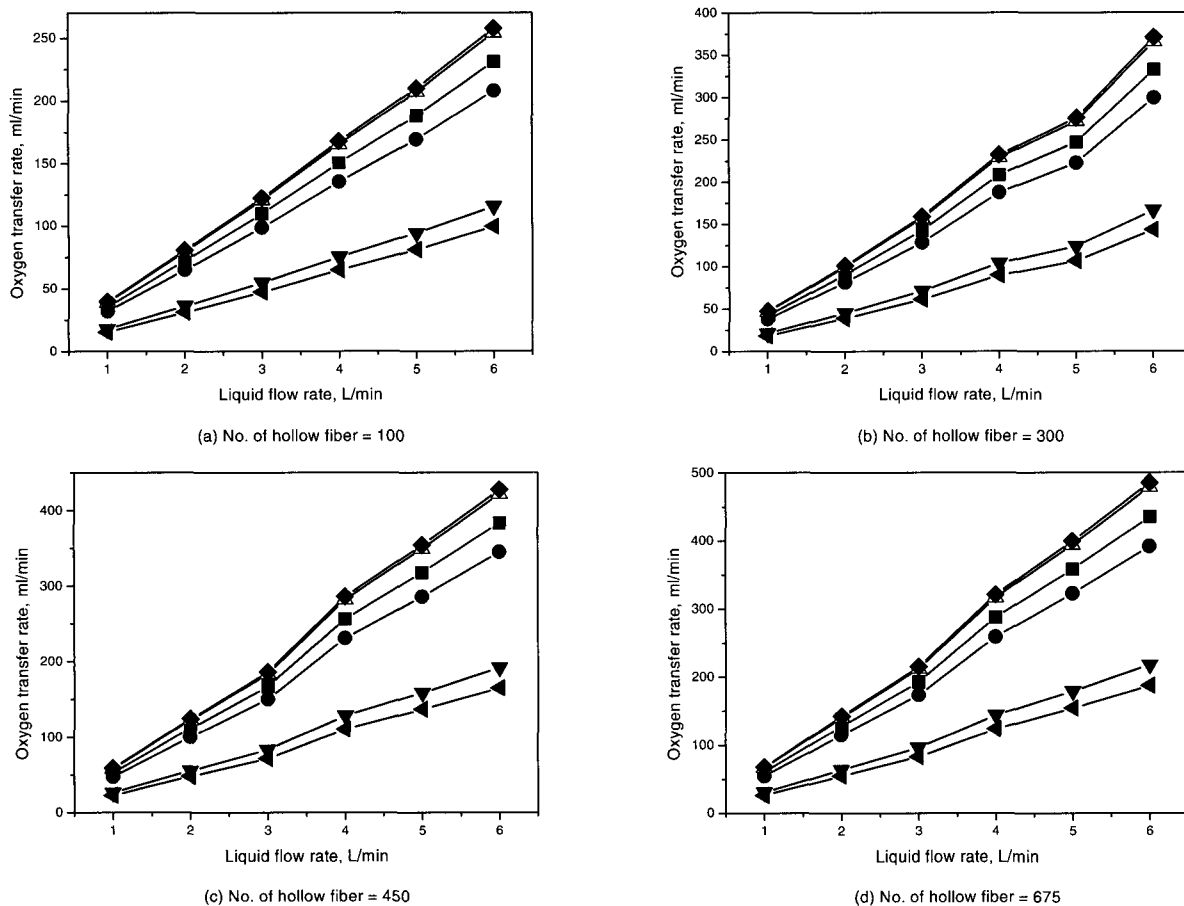 250
200
150
100
50
0
Oxygen transfer rate, ml/min
1 2 3 4 5 6
Liquid flow rate, L/min
(a) No. of hollow fiber = 100
400
350
300
250
200
150
100
50
0
Oxygen transfer rate, ml/min
1 2 3 4 5 6
Liquid flow rate, L/min
(b) No. of hollow fiber = 300
400
300
200
100
0
Oxygen transfer rate, ml/min
1 2 3 4 5 6
Liquid flow rate, L/min
(c) No. of hollow fiber = 450
500
400
300
200
100
0
Oxygen transfer rate, ml/min
1 2 3 4 5 6
Liquid flow rate, L/min
(d) No. of hollow fiber = 675